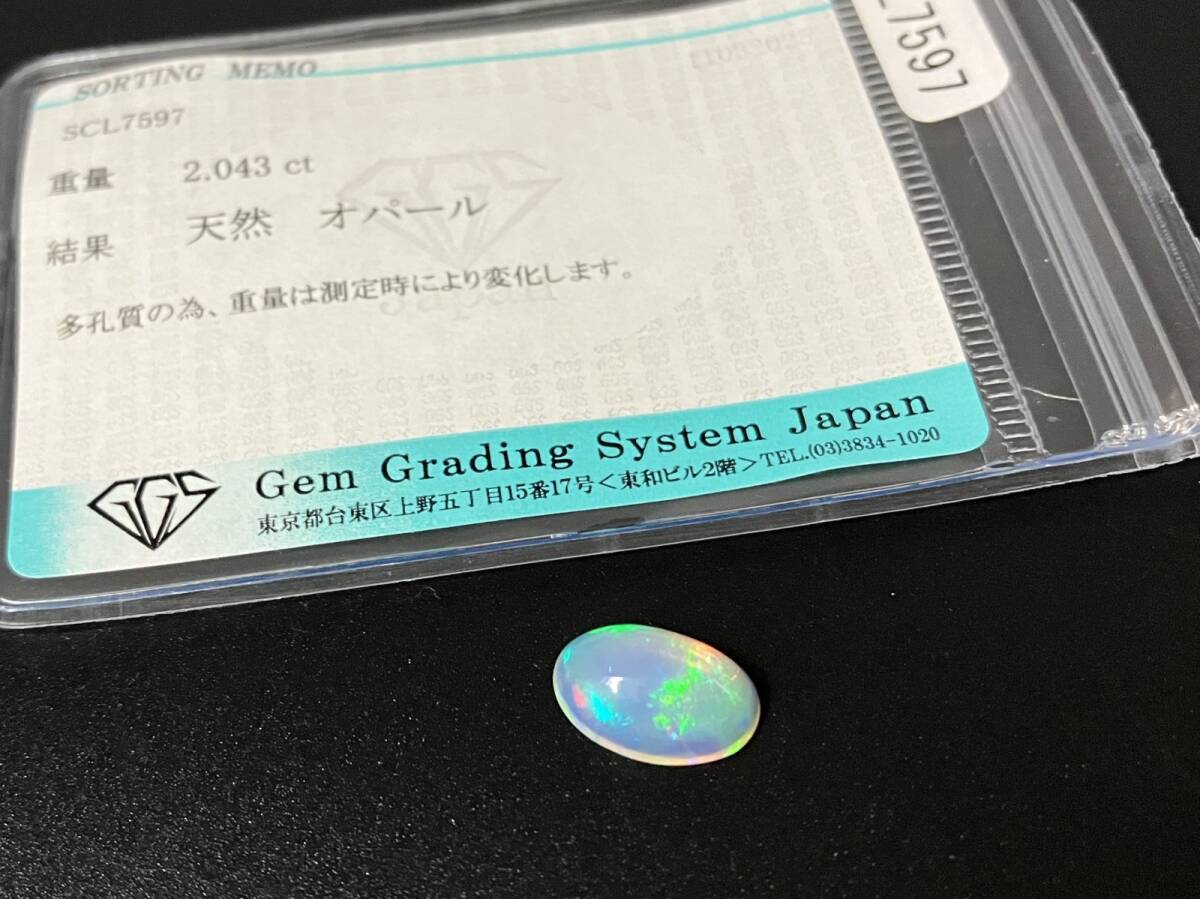 SORTING MEMO
SCL7597
重量 2.043 ct
結果 天然 オパール
多孔質の為、重量は測定時により変化します。
GGS Gem Grading System Japan
東京都台東区上野五丁目15番17号＜東和ビル2階＞TEL.(03)3834-1020
L7597